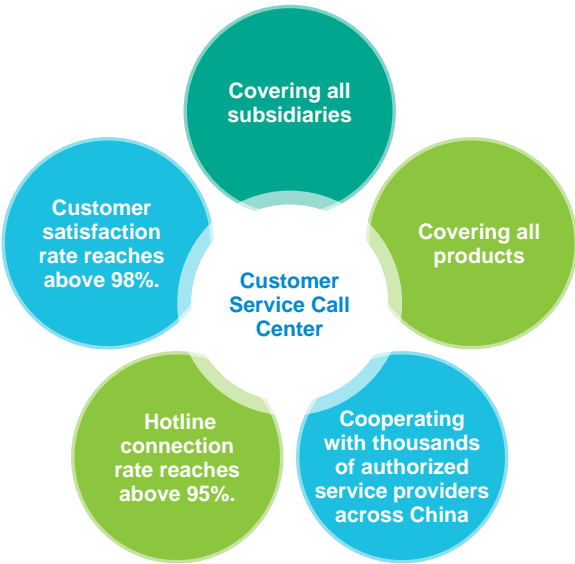 Covering all
subsidiaries
Covering all
products
Cooperating
with thousands
of authorized
service providers
across China
Hotline
connection
rate reaches
above 95%.
Customer
satisfaction
rate reaches
above 98%.
Customer
Service Call
Center